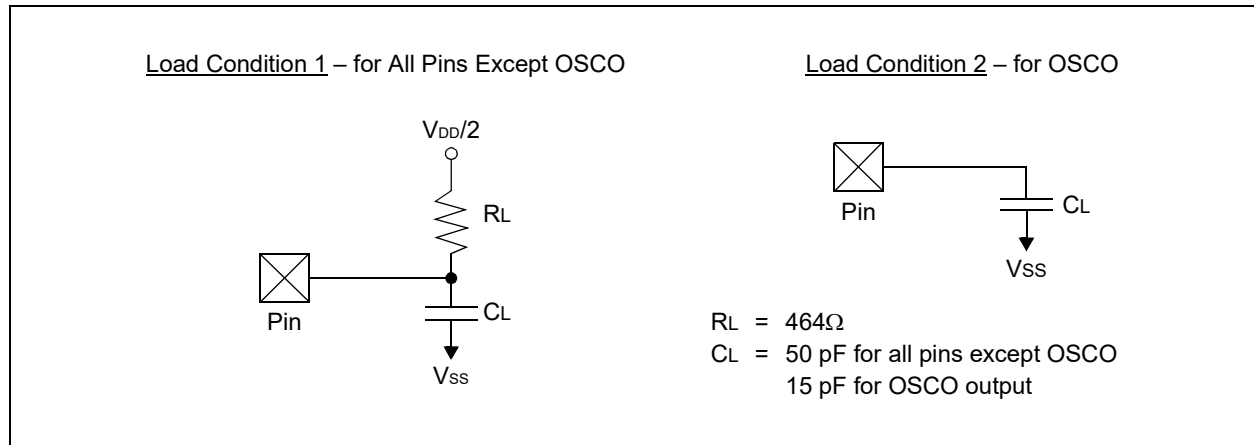 Load Condition 1 – for All Pins Except OSCO
VDD/2
RL
Pin
CL
VSS
Load Condition 2 – for OSCO
Pin
CL
VSS
RL = 464Ω
CL = 50 pF for all pins except OSCO
15 pF for OSCO output